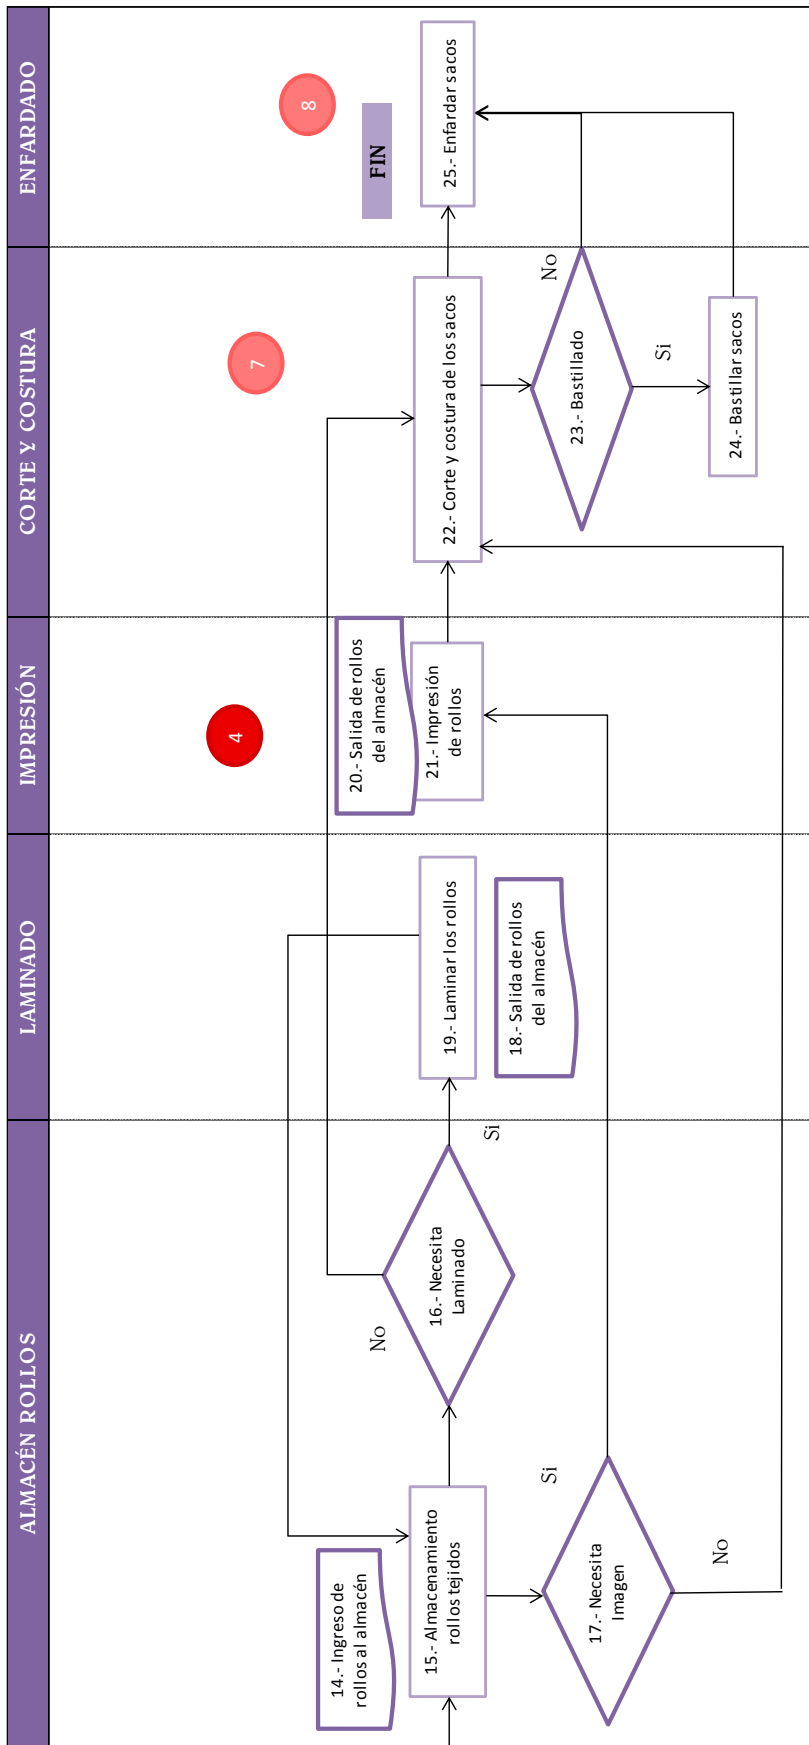 ALMACÉN ROLLOS
LAMINADO
IMPRESIÓN
CORTE Y COSTURA
ENFARDADO
14.- Ingreso de
rollos al almacén
15.- Almacenamiento
rollos tejidos
16.- Necesita
Laminado
No
Si
17.- Necesita
Imagen
Si
No
18.- Salida de rollos
del almacén
19.- Laminar los rollos
4
20.- Salida de rollos
del almacén
21.- Impresión
de rollos
7
22.- Corte y costura de los sacos
23.- Bastillado
No
Si
24.- Bastillar sacos
8
FIN
25.- Enfardar sacos